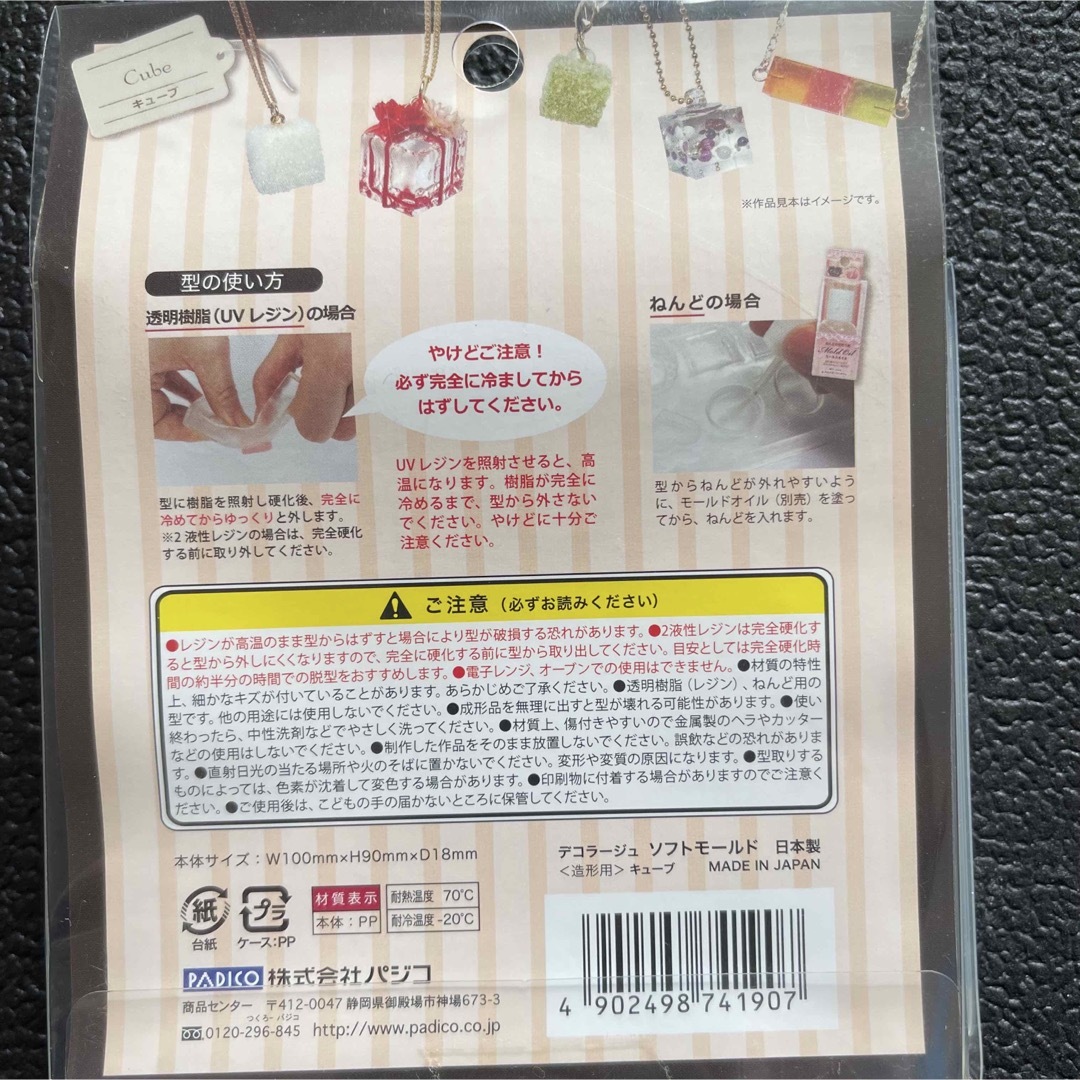 Cube
キューブ
※作品見本はイメージです。
型の使い方
透明樹脂（UV レジン）の場合
やけどご注意！
必ず完全に冷ましてから
はずしてください。
ねんどの場合
Mold Oil
型に樹脂を照射し硬化後、完全に
冷めてからゆっくりと外します。
※2 液性レジンの場合は、完全硬化
する前に取り外してください。
UV レジンを照射させると、高
温になります。樹脂が完全に
冷めるまで、型から外さない
でください。やけどに十分ご
注意ください。
型からねんどが外れやすいよう
に、モールドオイル（別売）を塗っ
てから、ねんどを入れます。
ご注意（必ずお読みください）
●レジンが高温のまま型からはずすと場合により型が破損する恐れがあります。●2液性レジンは完全硬化す
ると型から外しにくくなりますので、完全に硬化する前に型から取り出してください。目安としては完全硬化時
間の約半分の時間での脱型をおすすめします。●電子レンジ、オーブンでの使用はできません。●材質の特性
上、細かなキズが付いていることがあります。あらかじめご了承ください。●透明樹脂（レジン）、ねんど用の
型です。他の用途には使用しないでください。●成形品を無理に出すと型が壊れる可能性があります。●使い
終わったら、中性洗剤などでやさしく洗ってください。●材質上、傷付きやすいので金属製のヘラやカッター
などの使用はしないでください。●制作した作品をそのまま放置しないでください。誤飲などの恐れがありま
す。●直射日光の当たる場所や火のそばに置かないでください。変形や変質の原因になります。●型取りする
ものによっては、色素が沈着して変色する場合があります。●印刷物に付着する場合がありますのでご注意く
ださい。●ご使用後は、こどもの手の届かないところに保管してください。
本体サイズ：W100mm×H90mm×D18mm
デコラージュ ソフトモールド 日本製
＜造形用＞キューブ MADE IN JAPAN
紙
台紙
プラ
ケース:PP
材質表示
本体：PP
耐熱温度 70℃
耐冷温度 -20℃
PADICO 株式会社パジコ
商品センター 〒412-0047 静岡県御殿場市神場673-3
つくろー パジコ
0120-296-845 http://www.padico.co.jp
4 902498 741907